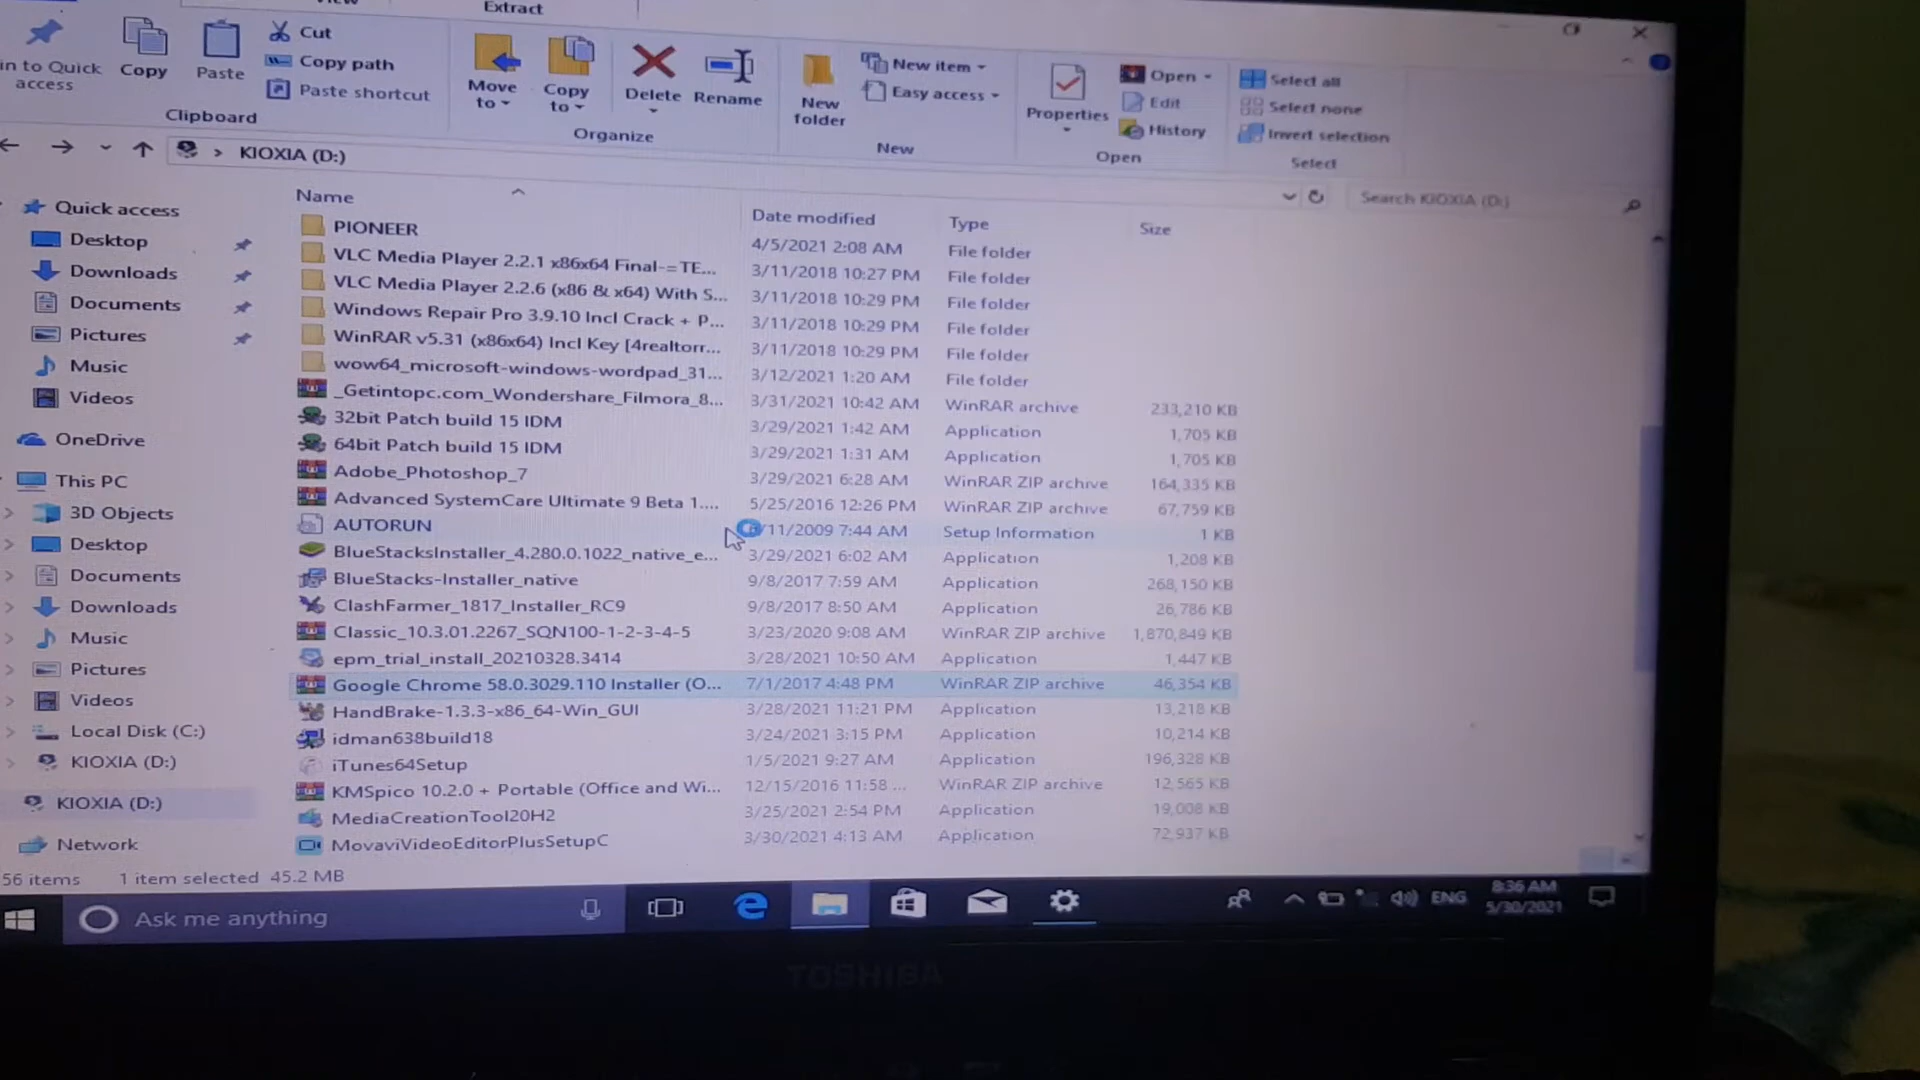 View
Extract
in to Quick access
Copy
Paste
Cut
Copy path
Paste shortcut
Clipboard
Move to
Copy to
Delete
Rename
Organize
New folder
New item
Easy access
New
Properties
Open
Edit
History
Open
Select all
Select none
Invert selection
Select
KIOXIA (D:)
Search KIOXIA (D:)
Name Date modified Type Size
PIONEER 4/5/2021 2:08 AM File folder
VLC Media Player 2.2.1 x86x64 Final-=TE... 3/11/2018 10:27 PM File folder
VLC Media Player 2.2.6 (x86 & x64) With S... 3/11/2018 10:29 PM File folder
Windows Repair Pro 3.9.10 Incl Crack + P... 3/11/2018 10:29 PM File folder
WinRAR v5.31 (x86x64) Incl Key [4realtorr... 3/11/2018 10:29 PM File folder
wow64_microsoft-windows-wordpad_31... 3/12/2021 1:20 AM File folder
_Getintopc.com_Wondershare_Filmora_8... 3/31/2021 10:42 AM WinRAR archive 233,210 KB
32bit Patch build 15 IDM 3/29/2021 1:42 AM Application 1,705 KB
64bit Patch build 15 IDM 3/29/2021 1:31 AM Application 1,705 KB
Adobe_Photoshop_7 3/29/2021 6:28 AM WinRAR ZIP archive 164,335 KB
Advanced SystemCare Ultimate 9 Beta 1.... 5/25/2016 12:26 PM WinRAR ZIP archive 67,759 KB
AUTORUN /11/2009 7:44 AM Setup Information 1 KB
BlueStacksInstaller_4.280.0.1022_native_e... 3/29/2021 6:02 AM Application 1,208 KB
BlueStacks-Installer_native 9/8/2017 7:59 AM Application 268,150 KB
ClashFarmer_1817_Installer_RC9 9/8/2017 8:50 AM Application 26,786 KB
Classic_10.3.01.2267_SQN100-1-2-3-4-5 3/23/2020 9:08 AM WinRAR ZIP archive 1,870,849 KB
epm_trial_install_20210328.3414 3/28/2021 10:50 AM Application 1,447 KB
Google Chrome 58.0.3029.110 Installer (O... 7/1/2017 4:48 PM WinRAR ZIP archive 46,354 KB
HandBrake-1.3.3-x86_64-Win_GUI 3/28/2021 11:21 PM Application 13,218 KB
idman638build18 3/24/2021 3:15 PM Application 10,214 KB
iTunes64Setup 1/5/2021 9:27 AM Application 196,328 KB
KMSpico 10.2.0 + Portable (Office and Wi... 12/15/2016 11:58 ... WinRAR ZIP archive 12,565 KB
MediaCreationTool20H2 3/25/2021 2:54 PM Application 19,008 KB
MovaviVideoEditorPlusSetupC 3/30/2021 4:13 AM Application 72,937 KB
Quick access
Desktop
Downloads
Documents
Pictures
Music
Videos
OneDrive
This PC
3D Objects
Desktop
Documents
Downloads
Music
Pictures
Videos
Local Disk (C:)
KIOXIA (D:)
KIOXIA (D:)
Network
56 items 1 item selected 45.2 MB
Ask me anything
ENG
8:36 AM
5/30/2021
TOSHIBA